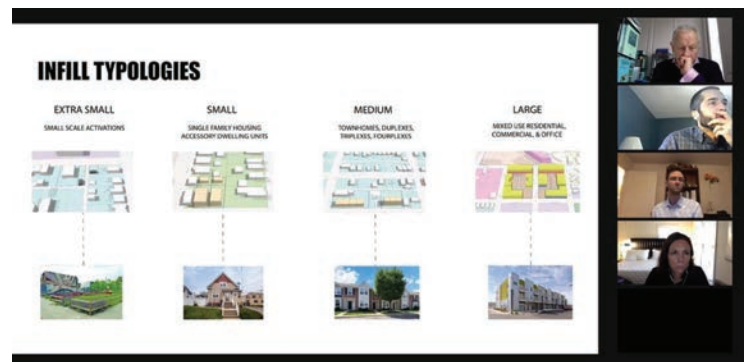 INFILL TYPOLOGIES
EXTRA SMALL
SMALL SCALE ACTIVATIONS
SMALL
SINGLE FAMILY HOUSING
ACCESSORY DWELLING UNITS
MEDIUM
TOWNHOMES, DUPLEXES,
TRIPLEXES, FOURPLEXES
LARGE
MIXED USE RESIDENTIAL,
COMMERCIAL, & OFFICE